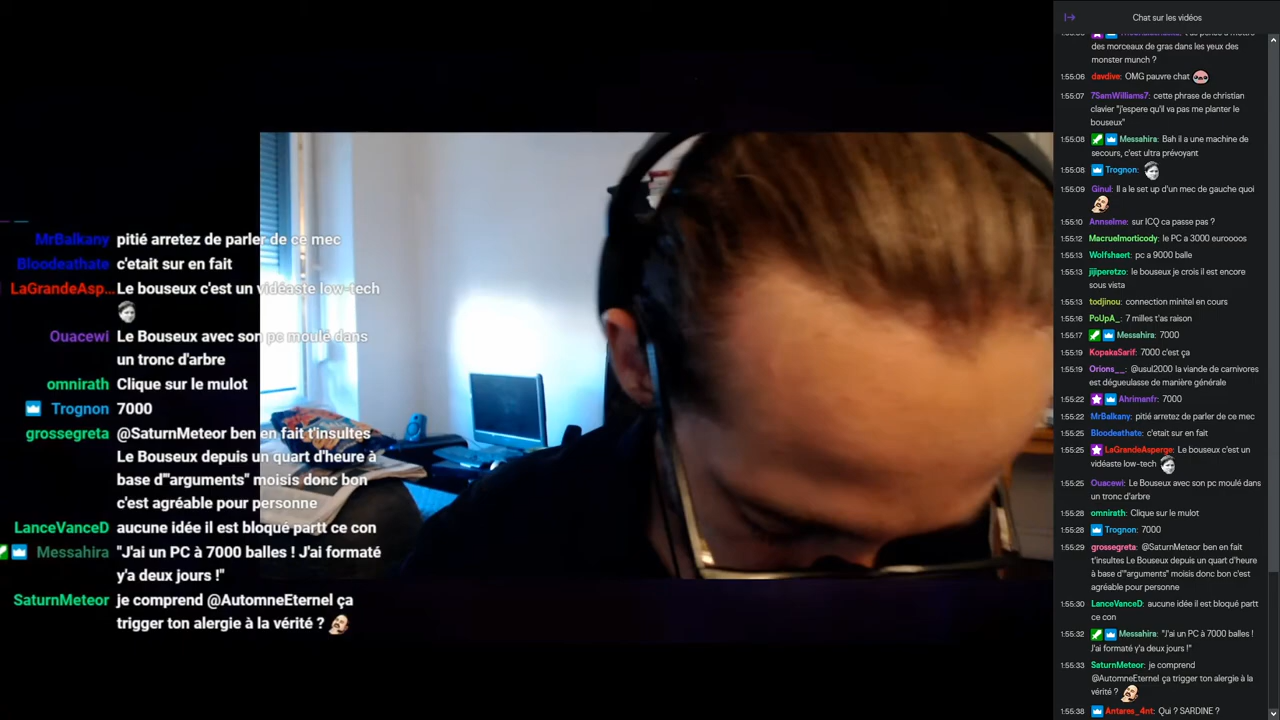 MrBalkany pitié arretez de parler de ce mec
Bloodeathate c'etait sur en fait
LaGrandeAsp... Le bouseux c'est un vidéaste low-tech
Ouacewi Le Bouseux avec son pc moulé dans
un tronc d'arbre
omnirath Clique sur le mulot
Trognon 7000
grossegreta @SaturnMeteor ben en fait t'insultes
Le Bouseux depuis un quart d'heure à
base d'"arguments" moisis donc bon
c'est agréable pour personne
LanceVanceD aucune idée il est bloqué partt ce con
Messahira "J'ai un PC à 7000 balles ! J'ai formaté
y'a deux jours !"
SaturnMeteor je comprend @AutomneEternel ça
trigger ton alergie à la vérité ?
Chat sur les vidéos
des morceaux de gras dans les yeux des
monster munch ?
1:55:06 davdive: OMG pauvre chat
1:55:07 7SamWilliams7: cette phrase de christian
clavier "j'espere qu'il va pas me planter le
bouseux"
1:55:08 Messahira: Bah il a une machine de
secours, c'est ultra prévoyant
1:55:08 Trognon:
1:55:09 Ginul: Il a le set up d'un mec de gauche quoi
1:55:10 Annselme: sur ICQ ca passe pas ?
1:55:12 Macruelmorticody: le PC a 3000 euroooos
1:55:13 Wolfshaert: pc a 9000 balle
1:55:13 jijiperetzo: le bouseux je crois il est encore
sous vista
1:55:13 todjinou: connection minitel en cours
1:55:16 PoUpA_: 7 milles t'as raison
1:55:17 Messahira: 7000
1:55:19 KopakaSarif: 7000 c'est ça
1:55:19 Orions__: @usul2000 la viande de carnivores
est dégueulasse de manière générale
1:55:22 Ahrimanfr: 7000
1:55:22 MrBalkany: pitié arretez de parler de ce mec
1:55:25 Bloodeathate: c'etait sur en fait
1:55:25 LaGrandeAsperge: Le bouseux c'est un
vidéaste low-tech
1:55:25 Ouacewi: Le Bouseux avec son pc moulé dans
un tronc d'arbre
1:55:28 omnirath: Clique sur le mulot
1:55:28 Trognon: 7000
1:55:29 grossegreta: @SaturnMeteor ben en fait
t'insultes Le Bouseux depuis un quart d'heure
à base d'"arguments" moisis donc bon c'est
agréable pour personne
1:55:30 LanceVanceD: aucune idée il est bloqué partt
ce con
1:55:32 Messahira: "J'ai un PC à 7000 balles !
J'ai formaté y'a deux jours !"
1:55:33 SaturnMeteor: je comprend
@AutomneEternel ça trigger ton alergie à la
vérité ?
1:55:38 Antares_4nt: Qui ? SARDINE ?